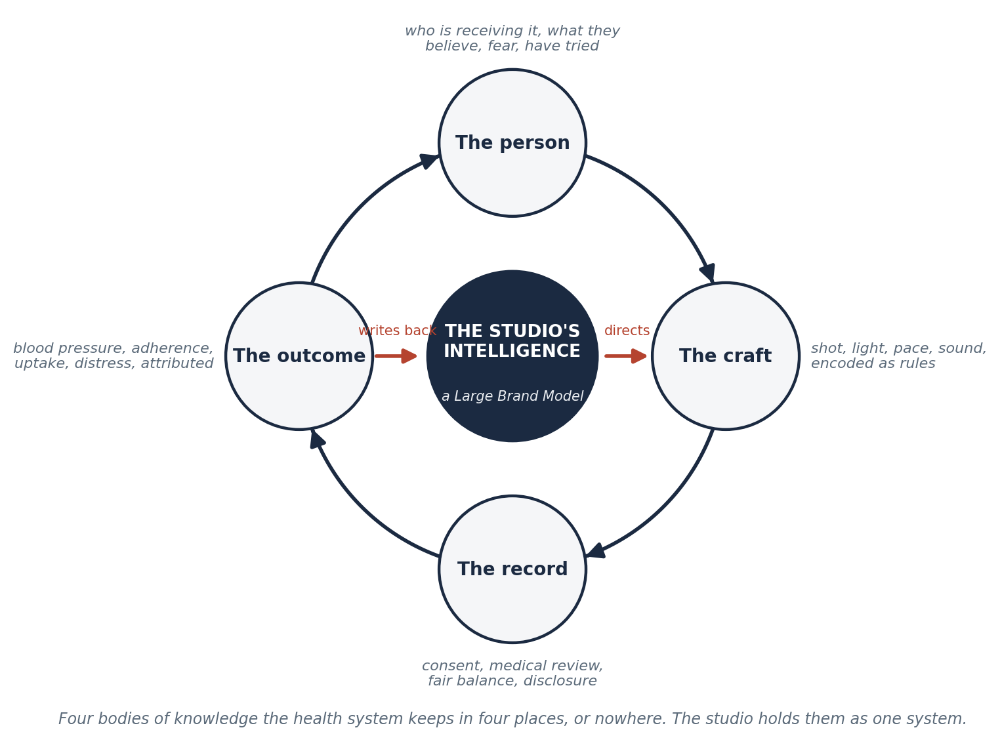 who is receiving it, what they
believe, fear, have tried
The person
writes back
THE STUDIO'S
INTELLIGENCE
directs
blood pressure, adherence,
uptake, distress, attributed
The outcome
The craft
shot, light, pace, sound,
encoded as rules
a Large Brand Model
The record
consent, medical review,
fair balance, disclosure
Four bodies of knowledge the health system keeps in four places, or nowhere. The studio holds them as one system.